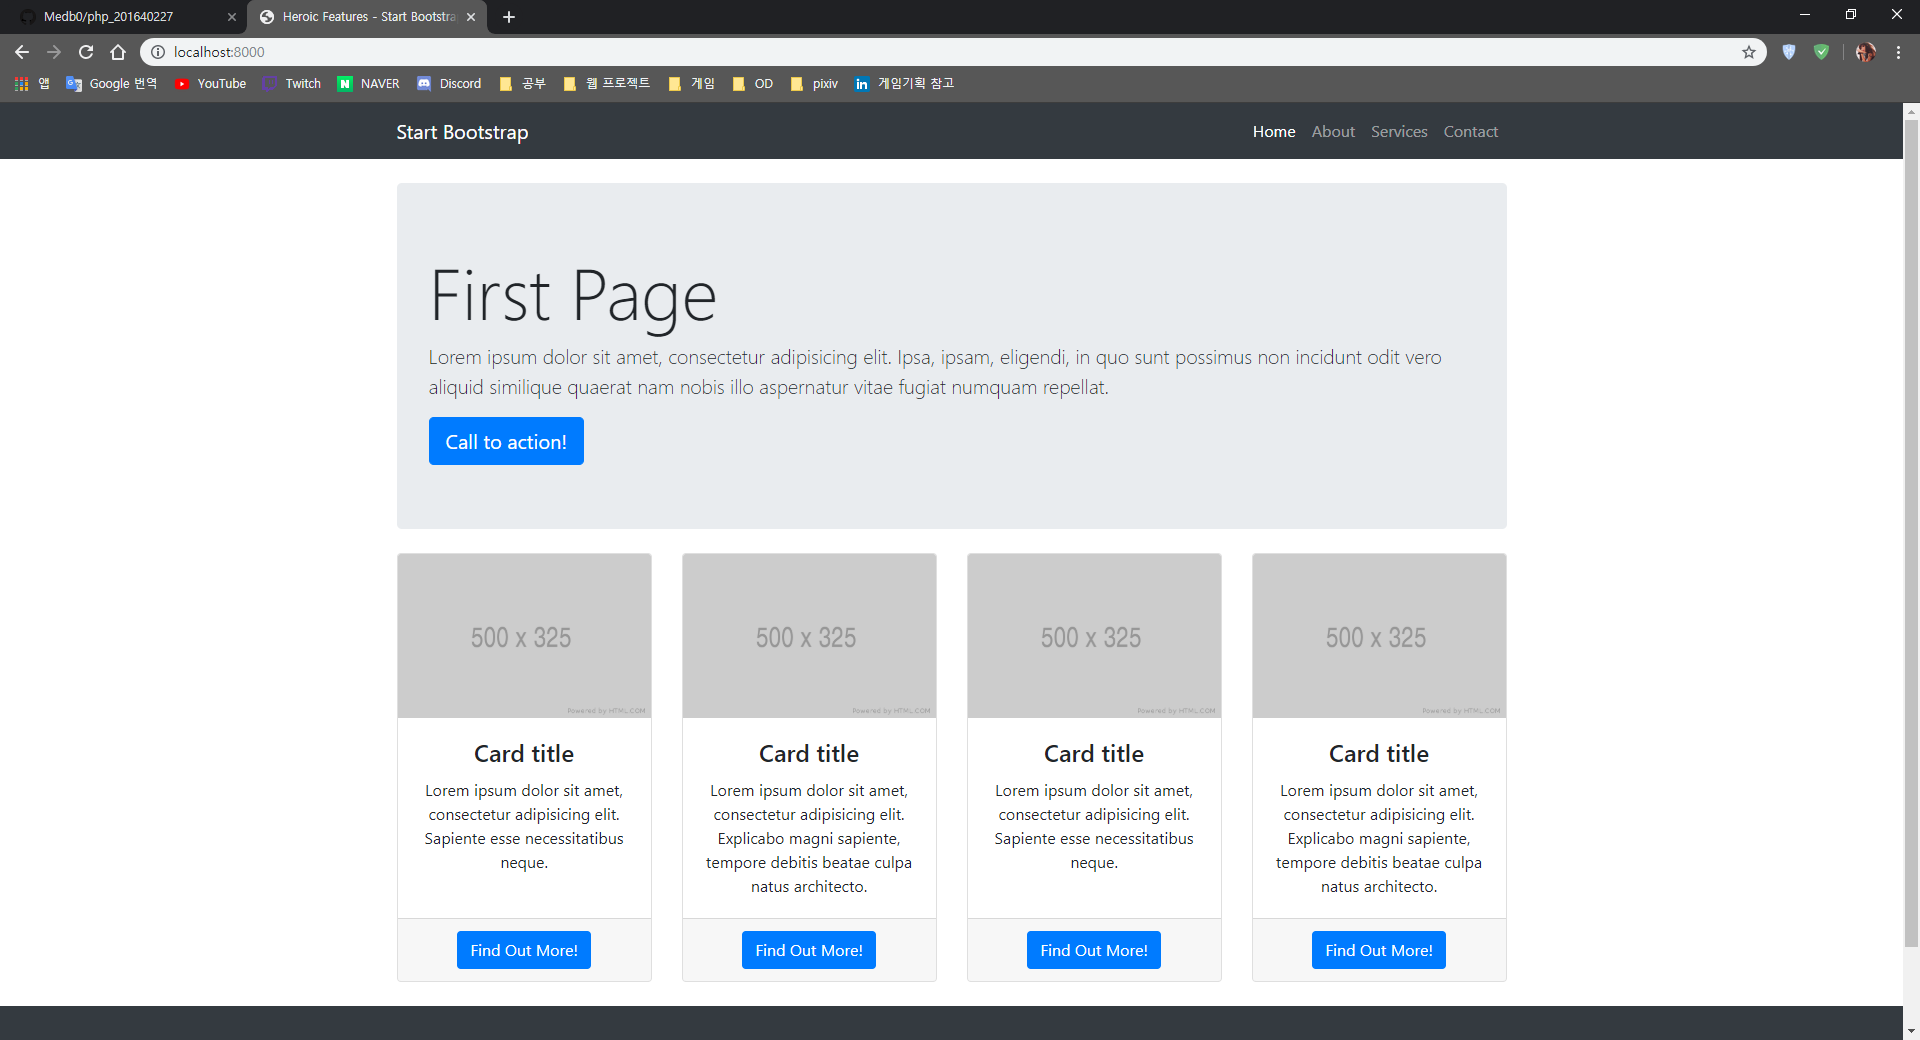 Medb0/php_201640227
Heroic Features - Start Bootstra
localhost:8000
앱 Google 번역 YouTube Twitch NAVER Discord 공부 웹 프로젝트 게임 OD pixiv 게임기획 참고
Start Bootstrap Home About Services Contact
First Page
Lorem ipsum dolor sit amet, consectetur adipisicing elit. Ipsa, ipsam, eligendi, in quo sunt possimus non incidunt odit vero
aliquid similique quaerat nam nobis illo aspernatur vitae fugiat numquam repellat.
Call to action!
500 x 325
Powered by HTML.COM
Card title
Lorem ipsum dolor sit amet,
consectetur adipisicing elit.
Sapiente esse necessitatibus
neque.
Find Out More!
500 x 325
Powered by HTML.COM
Card title
Lorem ipsum dolor sit amet,
consectetur adipisicing elit.
Explicabo magni sapiente,
tempore debitis beatae culpa
natus architecto.
Find Out More!
500 x 325
Powered by HTML.COM
Card title
Lorem ipsum dolor sit amet,
consectetur adipisicing elit.
Sapiente esse necessitatibus
neque.
Find Out More!
500 x 325
Powered by HTML.COM
Card title
Lorem ipsum dolor sit amet,
consectetur adipisicing elit.
Explicabo magni sapiente,
tempore debitis beatae culpa
natus architecto.
Find Out More!